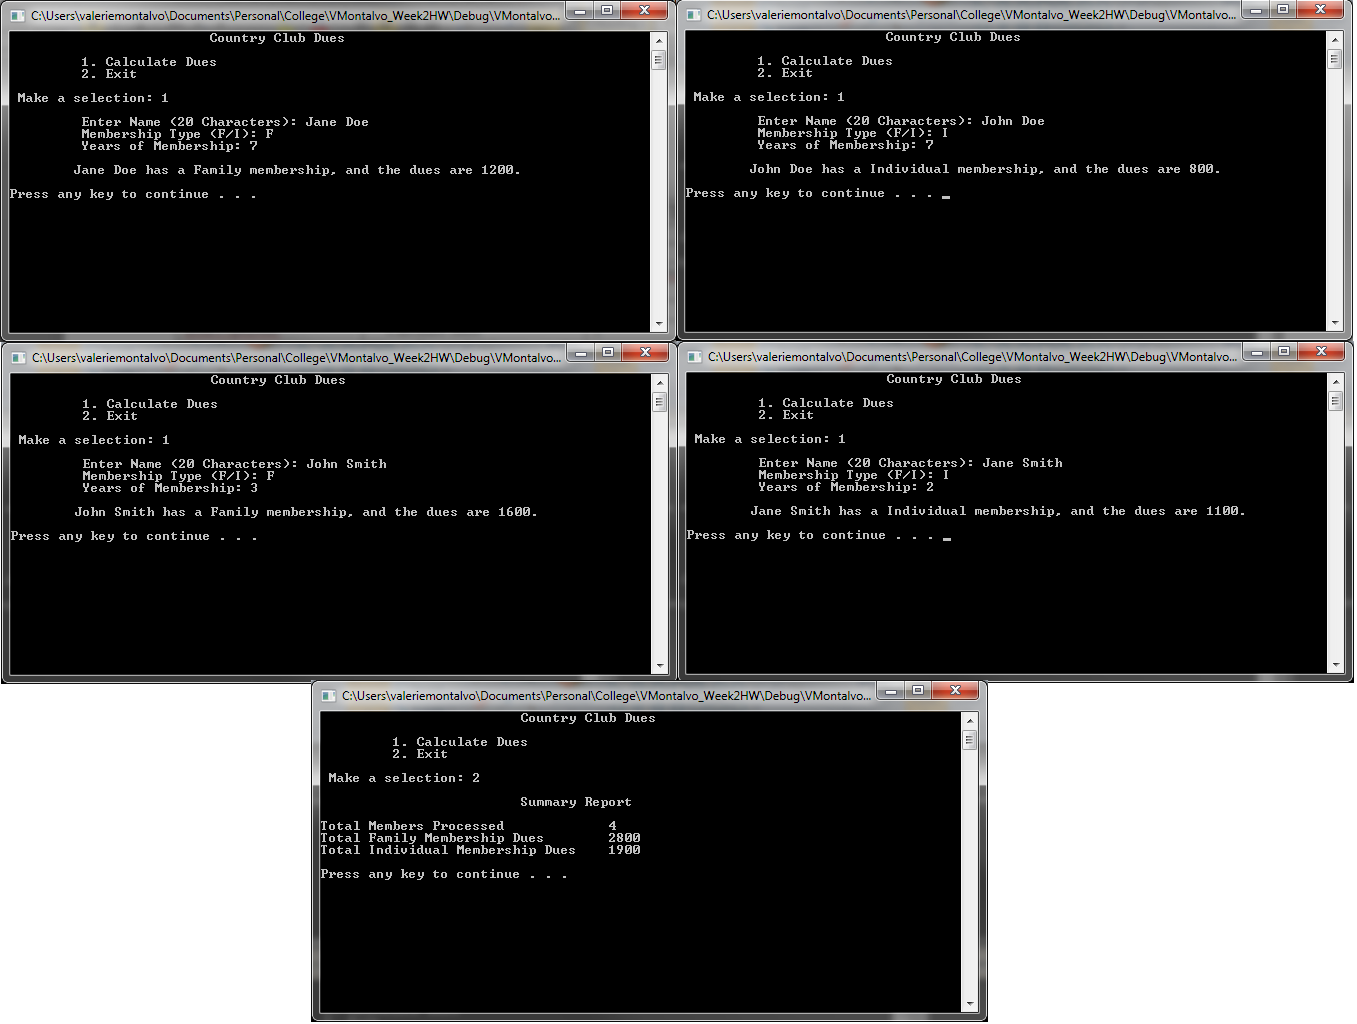 C:\Users\valeriemontalvo\Documents\Personal\College\VMontalvo_Week2HW\Debug\VMontalvo...
Country Club Dues
1. Calculate Dues
2. Exit
Make a selection: 1
Enter Name (20 Characters): Jane Doe
Membership Type (F/I): F
Years of Membership: 7
Jane Doe has a Family membership, and the dues are 1200.
Press any key to continue . . .
C:\Users\valeriemontalvo\Documents\Personal\College\VMontalvo_Week2HW\Debug\VMontalvo...
Country Club Dues
1. Calculate Dues
2. Exit
Make a selection: 1
Enter Name (20 Characters): John Doe
Membership Type (F/I): I
Years of Membership: 7
John Doe has a Individual membership, and the dues are 800.
Press any key to continue . . . _
C:\Users\valeriemontalvo\Documents\Personal\College\VMontalvo_Week2HW\Debug\VMontalvo...
Country Club Dues
1. Calculate Dues
2. Exit
Make a selection: 1
Enter Name (20 Characters): John Smith
Membership Type (F/I): F
Years of Membership: 3
John Smith has a Family membership, and the dues are 1600.
Press any key to continue . . .
C:\Users\valeriemontalvo\Documents\Personal\College\VMontalvo_Week2HW\Debug\VMontalvo...
Country Club Dues
1. Calculate Dues
2. Exit
Make a selection: 1
Enter Name (20 Characters): Jane Smith
Membership Type (F/I): I
Years of Membership: 2
Jane Smith has a Individual membership, and the dues are 1100.
Press any key to continue . . . _
C:\Users\valeriemontalvo\Documents\Personal\College\VMontalvo_Week2HW\Debug\VMontalvo...
Country Club Dues
1. Calculate Dues
2. Exit
Make a selection: 2
Summary Report
Total Members Processed 4
Total Family Membership Dues 2800
Total Individual Membership Dues 1900
Press any key to continue . . .